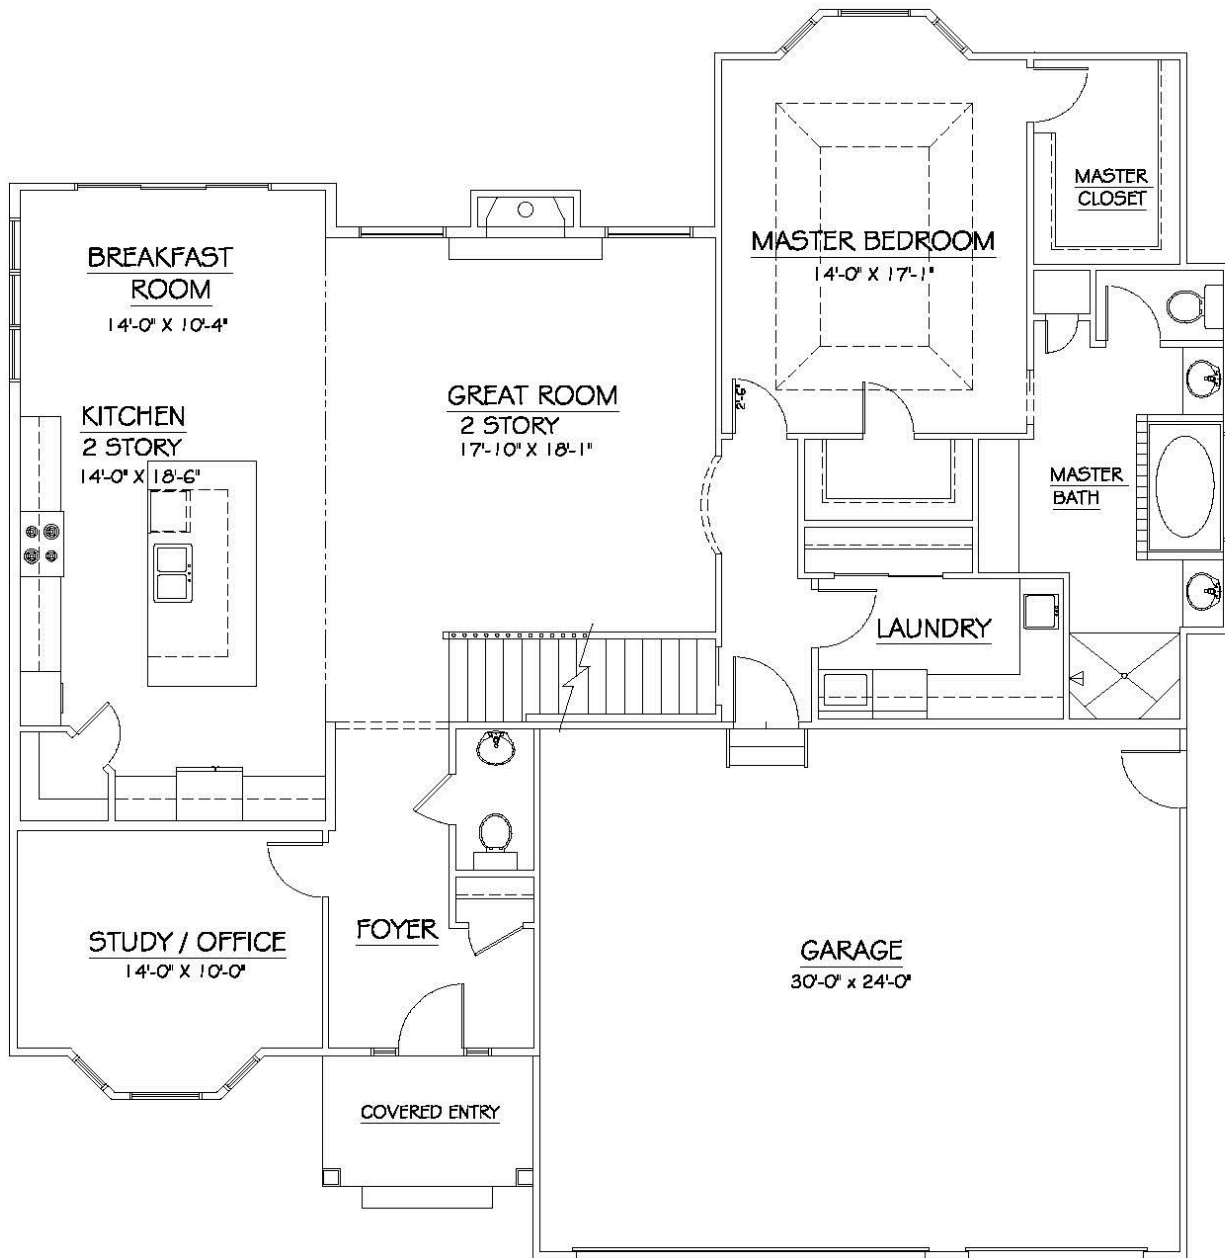 MASTER
CLOSET
MASTER BEDROOM
14'-0" X 17'-1"
BREAKFAST
ROOM
14'-0" X 10'-4"
KITCHEN
2 STORY
14'-0" X 18'-6"
GREAT ROOM
2 STORY
17'-10" X 18'-1"
2'-6"
MASTER
BATH
LAUNDRY
STUDY / OFFICE
14'-0" X 10'-0"
FOYER
GARAGE
30'-0" x 24'-0"
COVERED ENTRY